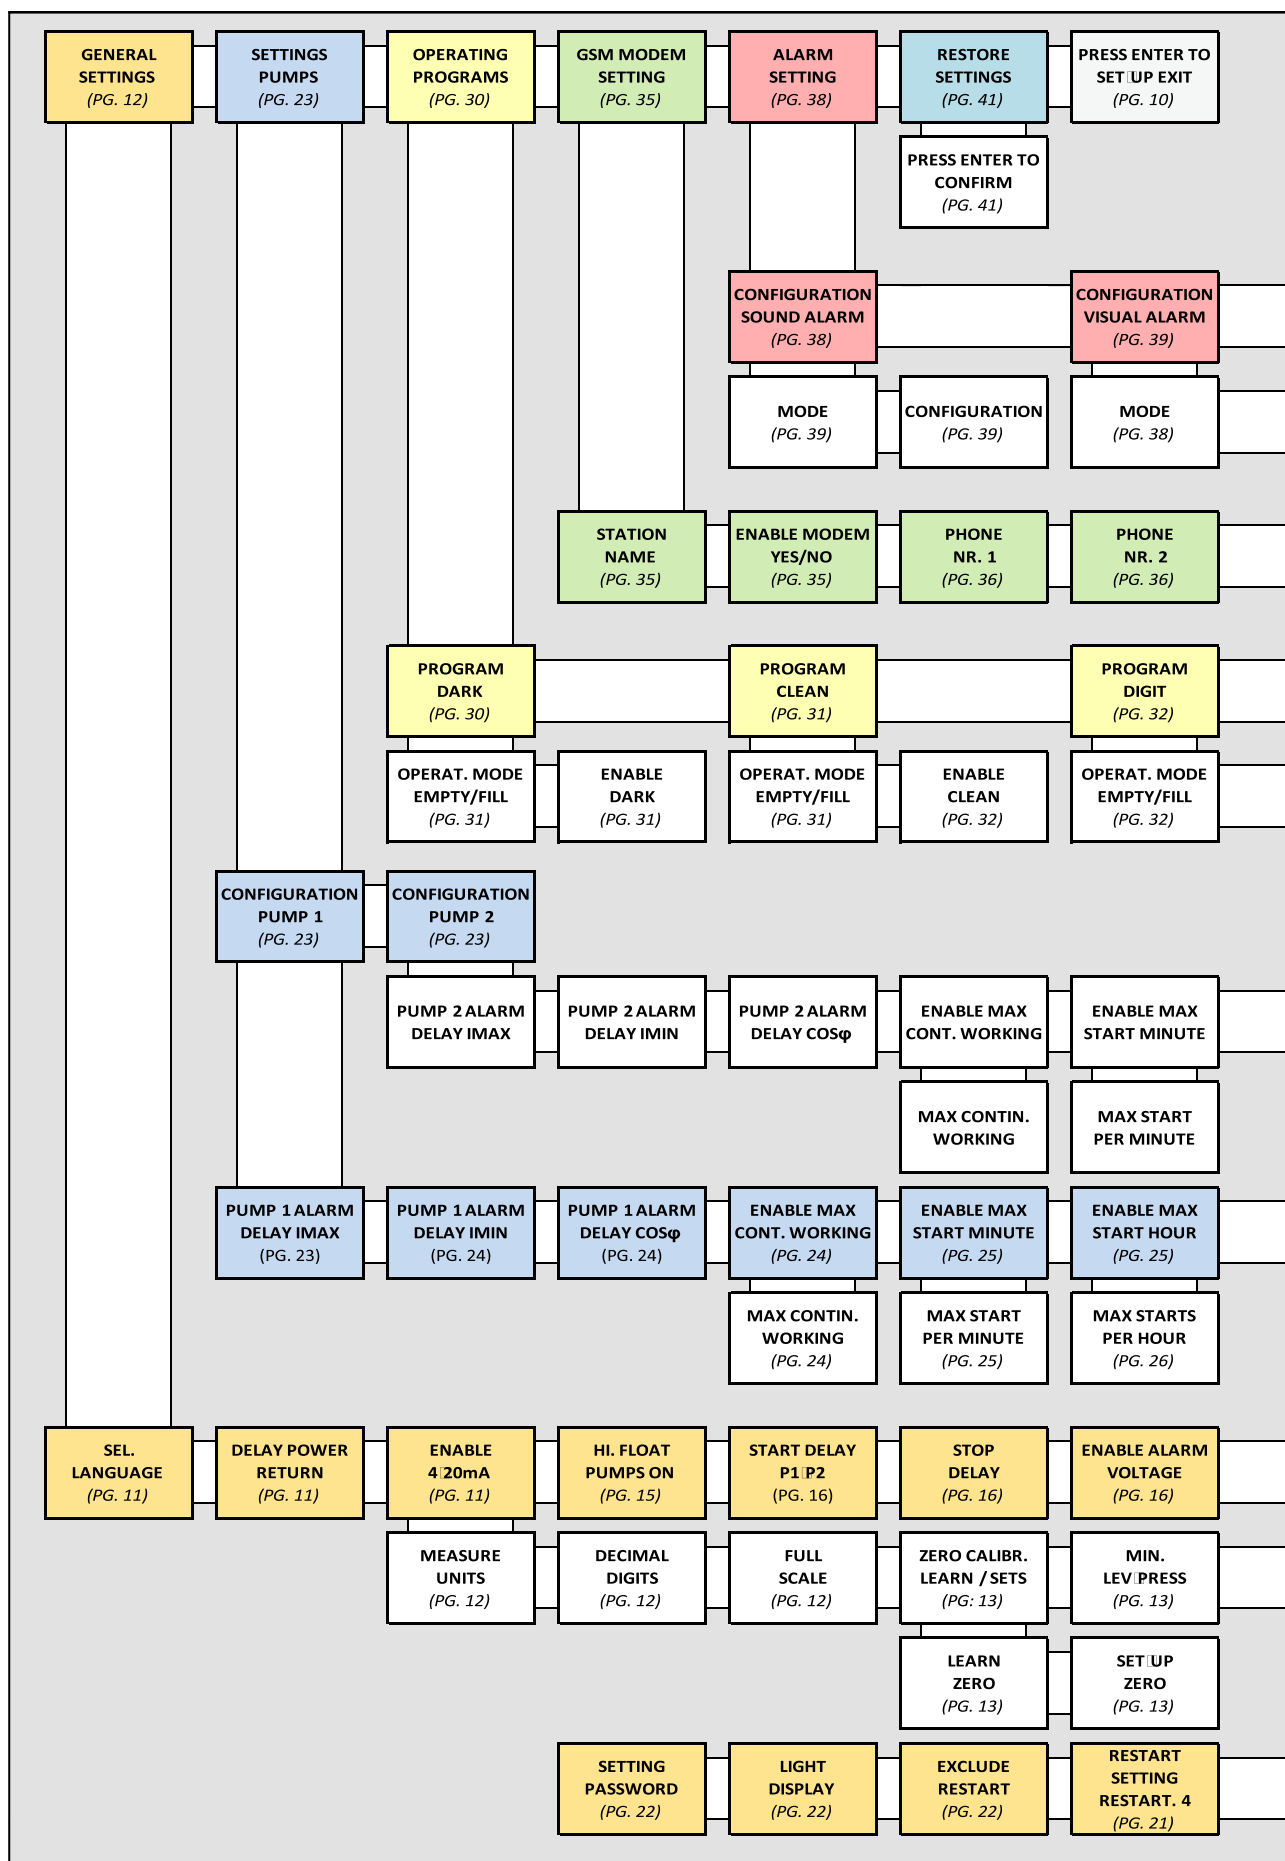 GENERAL
SETTINGS
(PG. 12)
SETTINGS
PUMPS
(PG. 23)
OPERATING
PROGRAMS
(PG. 30)
GSM MODEM
SETTING
(PG. 35)
ALARM
SETTING
(PG. 38)
RESTORE
SETTINGS
(PG. 41)
PRESS ENTER TO
SET UP EXIT
(PG. 10)
PRESS ENTER TO
CONFIRM
(PG. 41)
CONFIGURATION
SOUND ALARM
(PG. 38)
CONFIGURATION
VISUAL ALARM
(PG. 39)
MODE
(PG. 39)
CONFIGURATION
(PG. 39)
MODE
(PG. 38)
STATION
NAME
(PG. 35)
ENABLE MODEM
YES/NO
(PG. 35)
PHONE
NR. 1
(PG. 36)
PHONE
NR. 2
(PG. 36)
PROGRAM
DARK
(PG. 30)
PROGRAM
CLEAN
(PG. 31)
PROGRAM
DIGIT
(PG. 32)
OPERAT. MODE
EMPTY/FILL
(PG. 31)
ENABLE
DARK
(PG. 31)
OPERAT. MODE
EMPTY/FILL
(PG. 31)
ENABLE
CLEAN
(PG. 32)
OPERAT. MODE
EMPTY/FILL
(PG. 32)
CONFIGURATION
PUMP 1
(PG. 23)
CONFIGURATION
PUMP 2
(PG. 23)
PUMP 2 ALARM
DELAY IMAX
PUMP 2 ALARM
DELAY IMIN
PUMP 2 ALARM
DELAY COSφ
ENABLE MAX
CONT. WORKING
ENABLE MAX
START MINUTE
MAX CONTIN.
WORKING
MAX START
PER MINUTE
PUMP 1 ALARM
DELAY IMAX
(PG. 23)
PUMP 1 ALARM
DELAY IMIN
(PG. 24)
PUMP 1 ALARM
DELAY COSφ
(PG. 24)
ENABLE MAX
CONT. WORKING
(PG. 24)
ENABLE MAX
START MINUTE
(PG. 25)
ENABLE MAX
START HOUR
(PG. 25)
MAX CONTIN.
WORKING
(PG. 24)
MAX START
PER MINUTE
(PG. 25)
MAX STARTS
PER HOUR
(PG. 26)
SEL.
LANGUAGE
(PG. 11)
DELAY POWER
RETURN
(PG. 11)
ENABLE
4 20mA
(PG. 11)
HI. FLOAT
PUMPS ON
(PG. 15)
START DELAY
P1 P2
(PG. 16)
STOP
DELAY
(PG. 16)
ENABLE ALARM
VOLTAGE
(PG. 16)
MEASURE
UNITS
(PG. 12)
DECIMAL
DIGITS
(PG. 12)
FULL
SCALE
(PG. 12)
ZERO CALIBR.
LEARN / SETS
(PG: 13)
MIN.
LEV PRESS
(PG. 13)
LEARN
ZERO
(PG. 13)
SET UP
ZERO
(PG. 13)
SETTING
PASSWORD
(PG. 22)
LIGHT
DISPLAY
(PG. 22)
EXCLUDE
RESTART
(PG. 22)
RESTART
SETTING
RESTART. 4
(PG. 21)